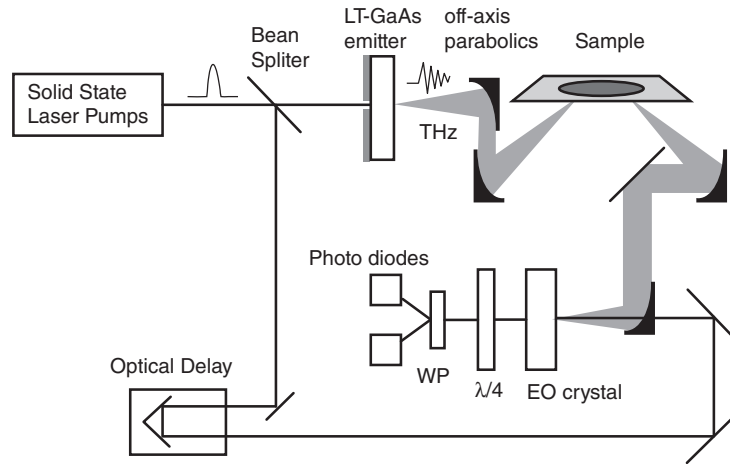 LT-GaAs
emitter
off-axis
parabolics
Sample
Bean
Spliter
Solid State
Laser Pumps
THz
Photo diodes
WP
λ/4
EO crystal
Optical Delay